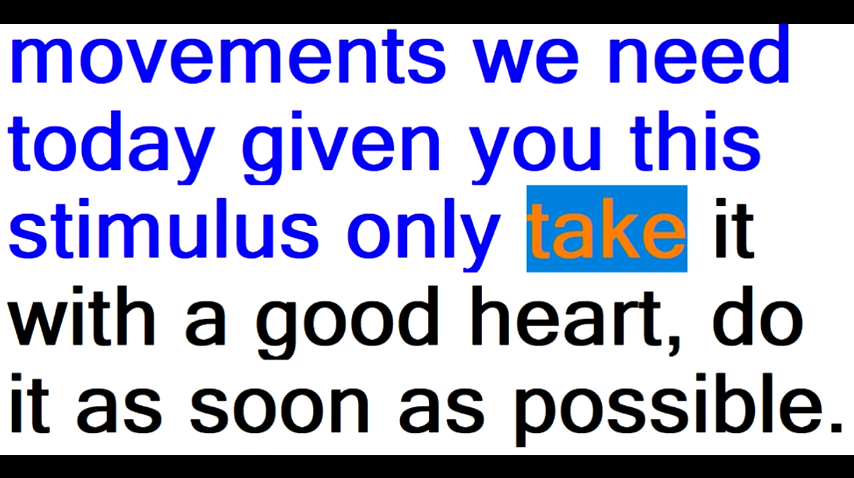 movements we need
today given you this
stimulus only take it
with a good heart, do
it as soon as possible.